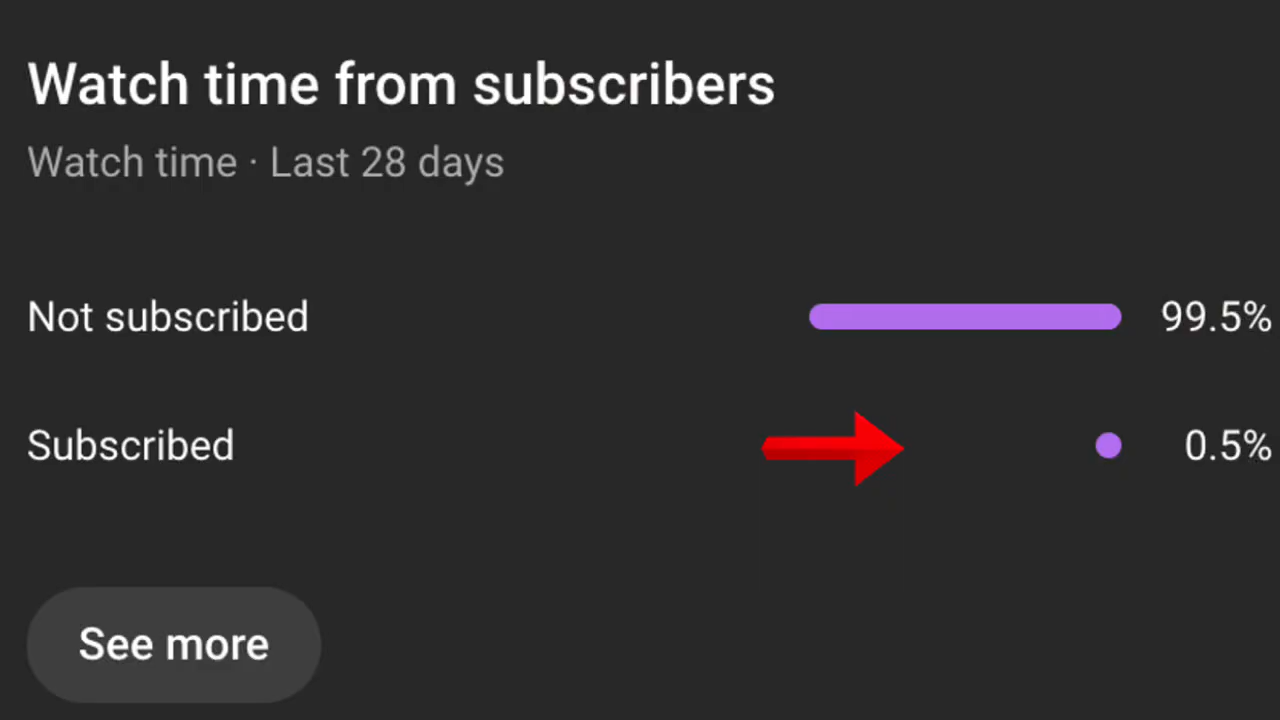 Watch time from subscribers
Watch time · Last 28 days
Not subscribed 99.5%
Subscribed 0.5%
See more